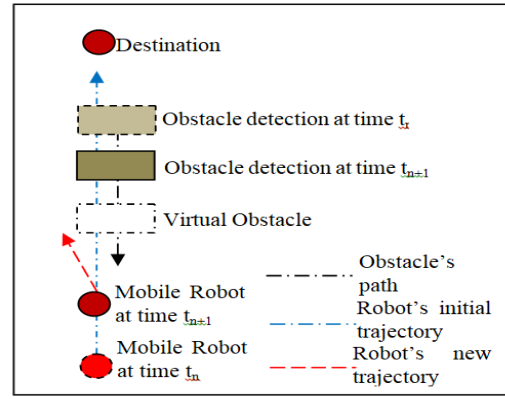 Destination
Obstacle detection at time tᵣ
Obstacle detection at time tₙ₊₁
Virtual Obstacle
Mobile Robot
at time tₙ₊₁
Mobile Robot
at time tₙ
Obstacle's
path
Robot's initial
trajectory
Robot's new
trajectory